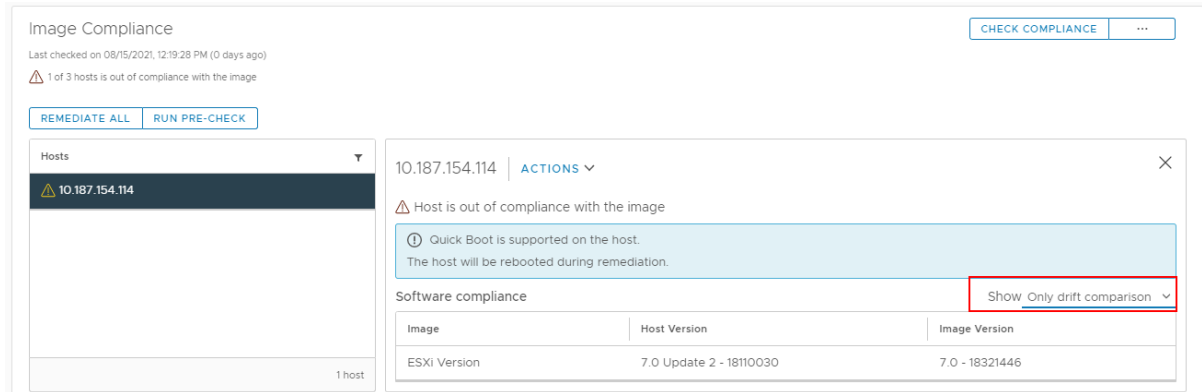 Image Compliance
CHECK COMPLIANCE ...
Last checked on 08/15/2021, 12:19:28 PM (0 days ago)
1 of 3 hosts is out of compliance with the image
REMEDIATE ALL RUN PRE-CHECK
Hosts
10.187.154.114
1 host
10.187.154.114 ACTIONS
Host is out of compliance with the image
Quick Boot is supported on the host.
The host will be rebooted during remediation.
Software compliance Show Only drift comparison
Image Host Version Image Version
ESXi Version 7.0 Update 2 - 18110030 7.0 - 18321446